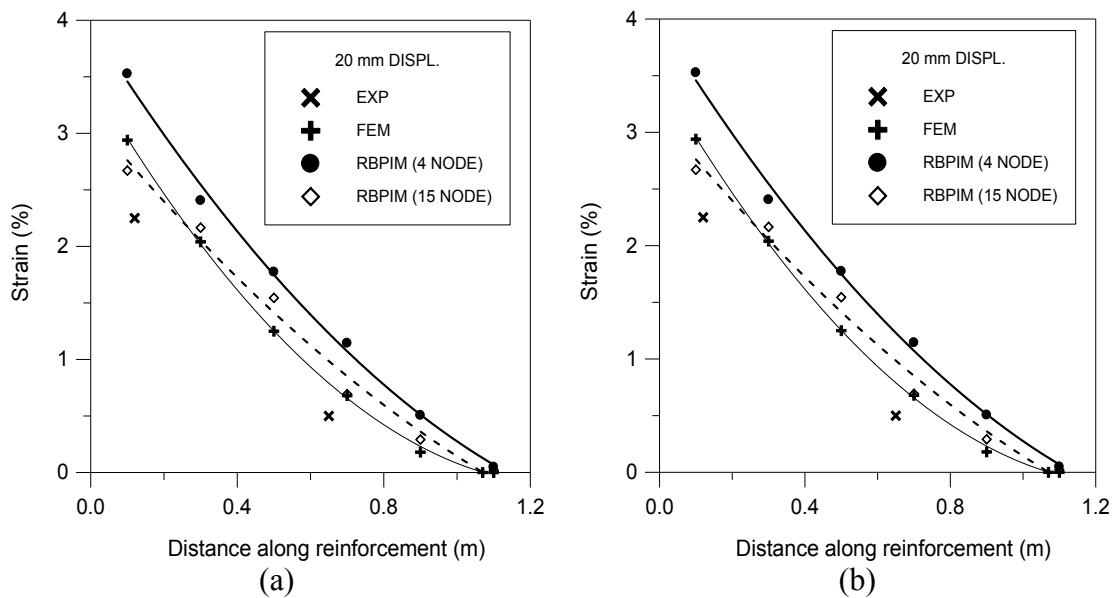 4
3
2
1
0
Strain (%)
20 mm DISPL.
EXP
FEM
RBPIM (4 NODE)
RBPIM (15 NODE)
0.0 0.4 0.8 1.2
Distance along reinforcement (m)
(a)
4
3
2
1
0
Strain (%)
20 mm DISPL.
EXP
FEM
RBPIM (4 NODE)
RBPIM (15 NODE)
0.0 0.4 0.8 1.2
Distance along reinforcement (m)
(b)